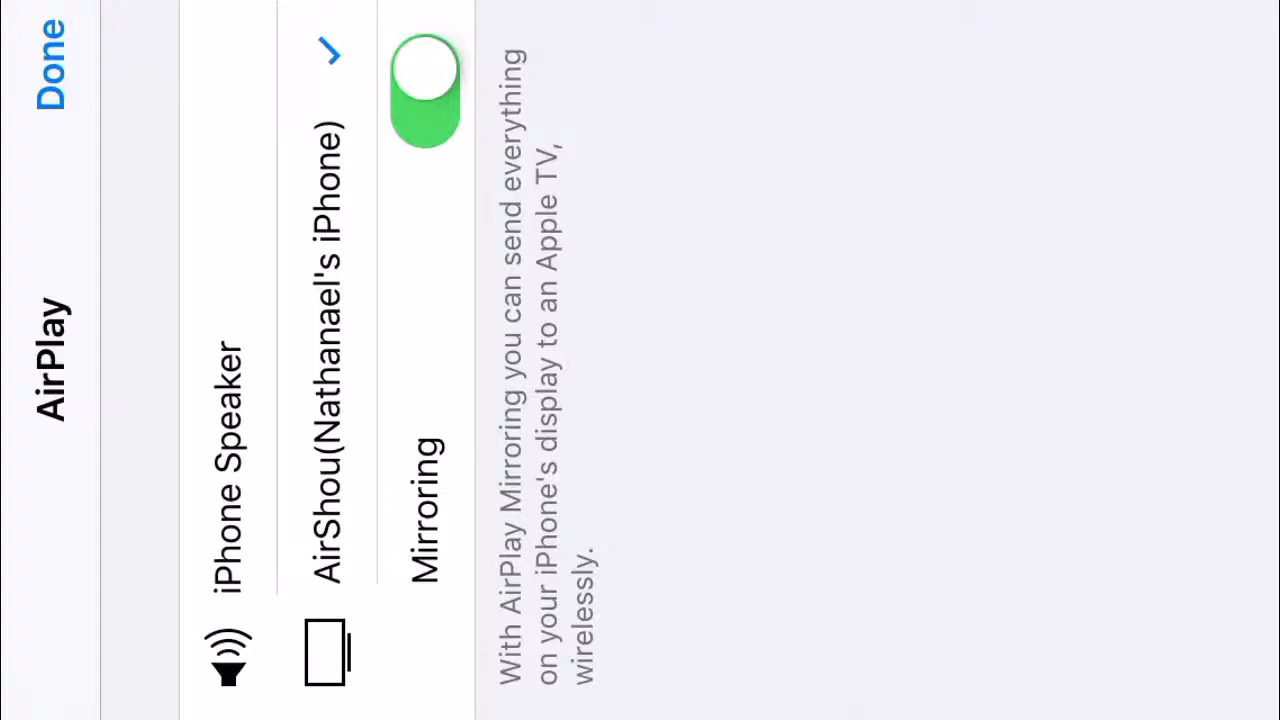 AirPlay
Done
iPhone Speaker
AirShou(Nathanael's iPhone)
Mirroring
With AirPlay Mirroring you can send everything
on your iPhone's display to an Apple TV,
wirelessly.